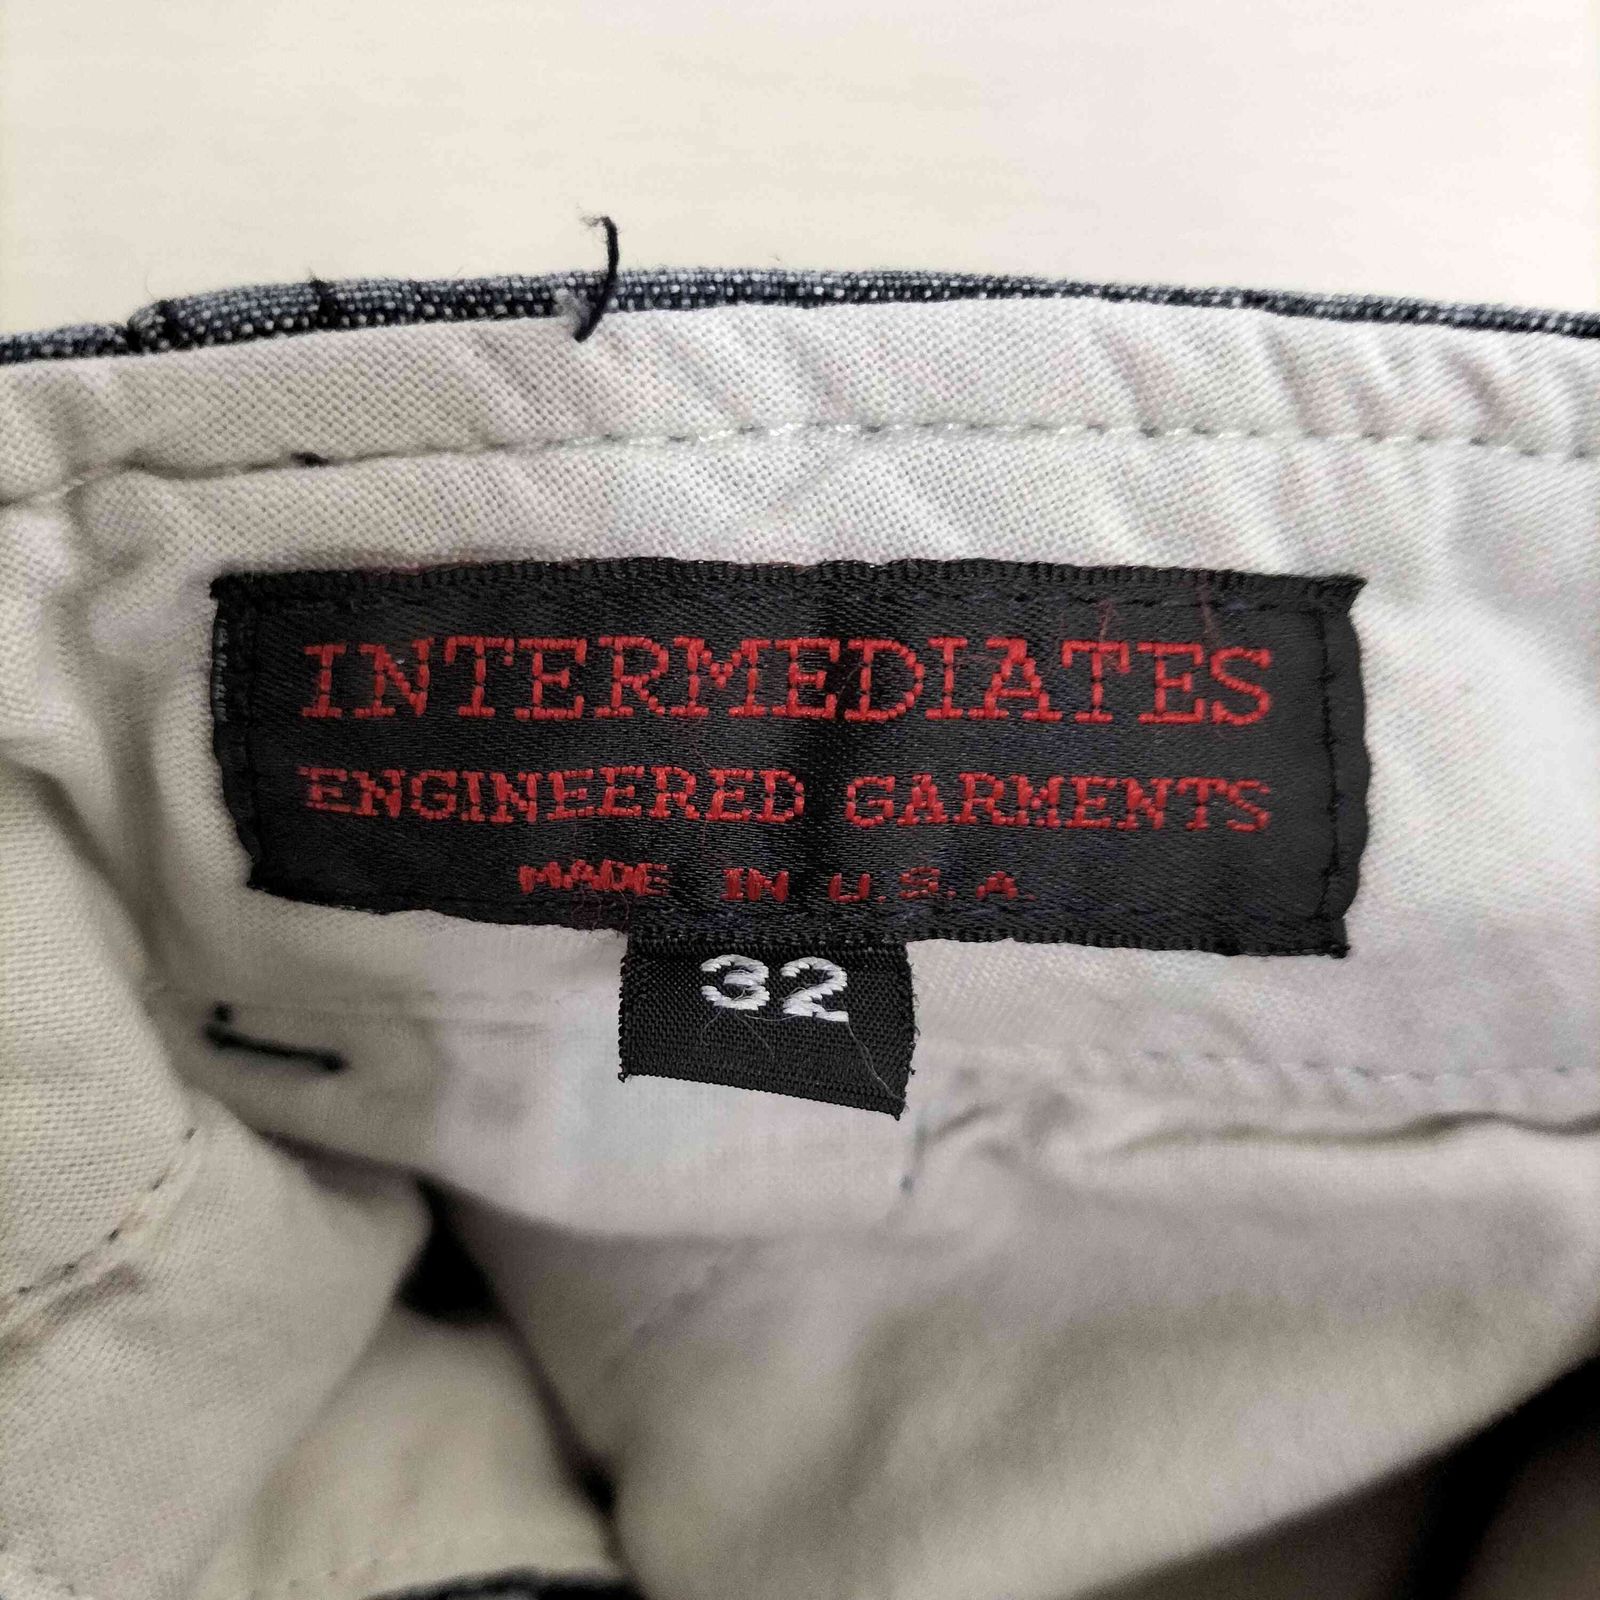 INTERMEDIATES
ENGINEERED GARMENTS
MADE IN U.S.A.
32